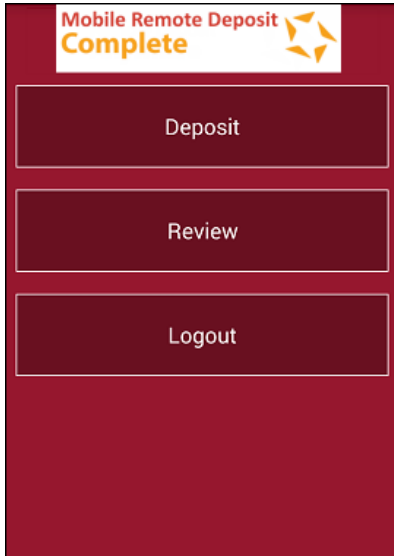 Mobile Remote Deposit
Complete
Deposit
Review
Logout